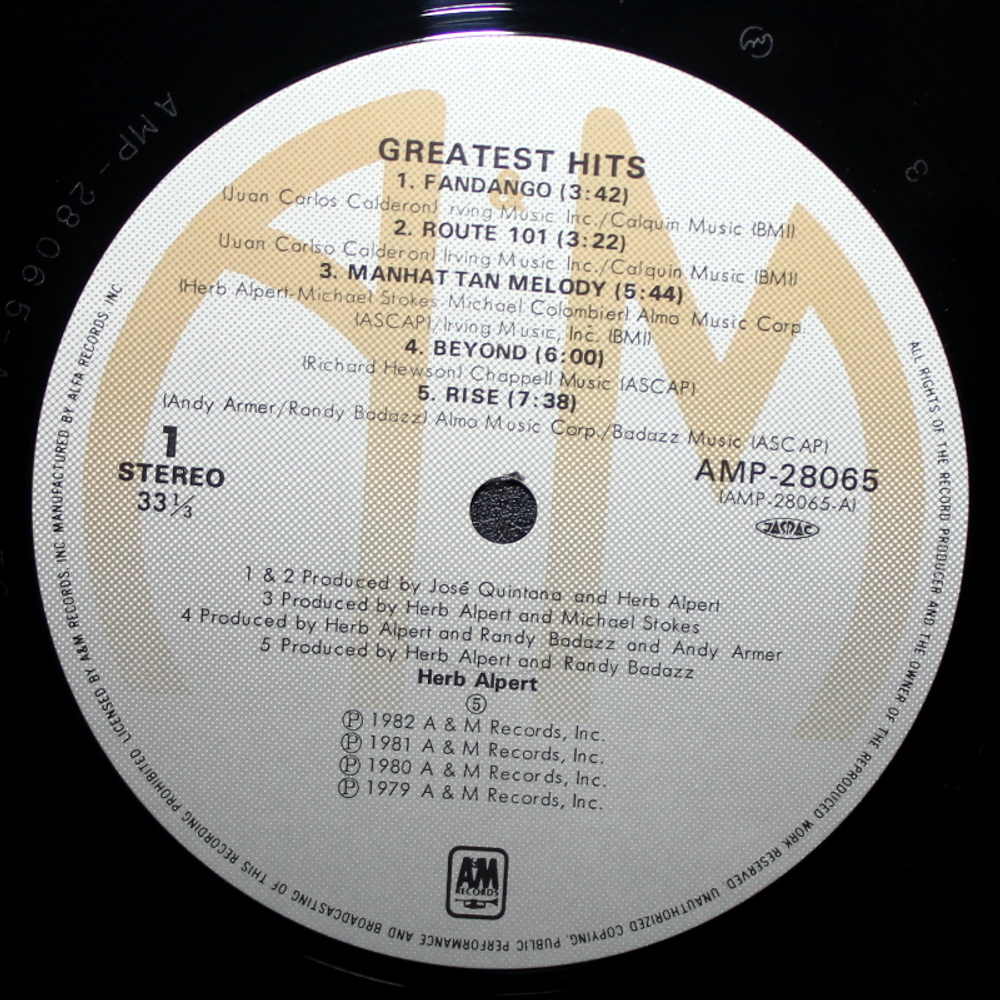 GREATEST HITS
1. FANDANGO (3:42)
(Juan Carlos Calderon) rving Music Inc./Calquin Music (BMI)
2. ROUTE 101 (3:22)
(Juan Carlso Calderon) Irving Music Inc./Calquin Music (BMI)
3. MANHATTAN MELODY (5:44)
(Herb Alpert-Michael Stokes Michael Colombier) Almo Music Corp.
(ASCAP)/Irving Music, Inc. (BMI)
4. BEYOND (6:00)
(Richard Hewson) Chappell Music (ASCAP)
5. RISE (7:38)
(Andy Armer/Randy Badazz) Almo Music Corp./Badazz Music (ASCAP)
1
STEREO
33⅓
AMP-28065
(AMP-28065-A)
JASRAC
1 & 2 Produced by José Quintana and Herb Alpert
3 Produced by Herb Alpert and Michael Stokes
4 Produced by Herb Alpert and Randy Badazz and Andy Armer
5 Produced by Herb Alpert and Randy Badazz
Herb Alpert
⑤
Ⓟ 1982 A & M Records, Inc.
Ⓟ 1981 A & M Records, Inc.
Ⓟ 1980 A & M Records, Inc.
Ⓟ 1979 A & M Records, Inc.
A&M
RECORDS
ALL RIGHTS OF THE RECORD PRODUCER AND THE OWNER OF THE REPRODUCED WORK RESERVED. UNAUTHORIZED COPYING, PUBLIC PERFORMANCE AND BROADCASTING OF THIS RECORDING PROHIBITED LICENSED BY A&M RECORDS, INC MANUFACTURED BY ALFA RECORDS, INC
AMP-28065-